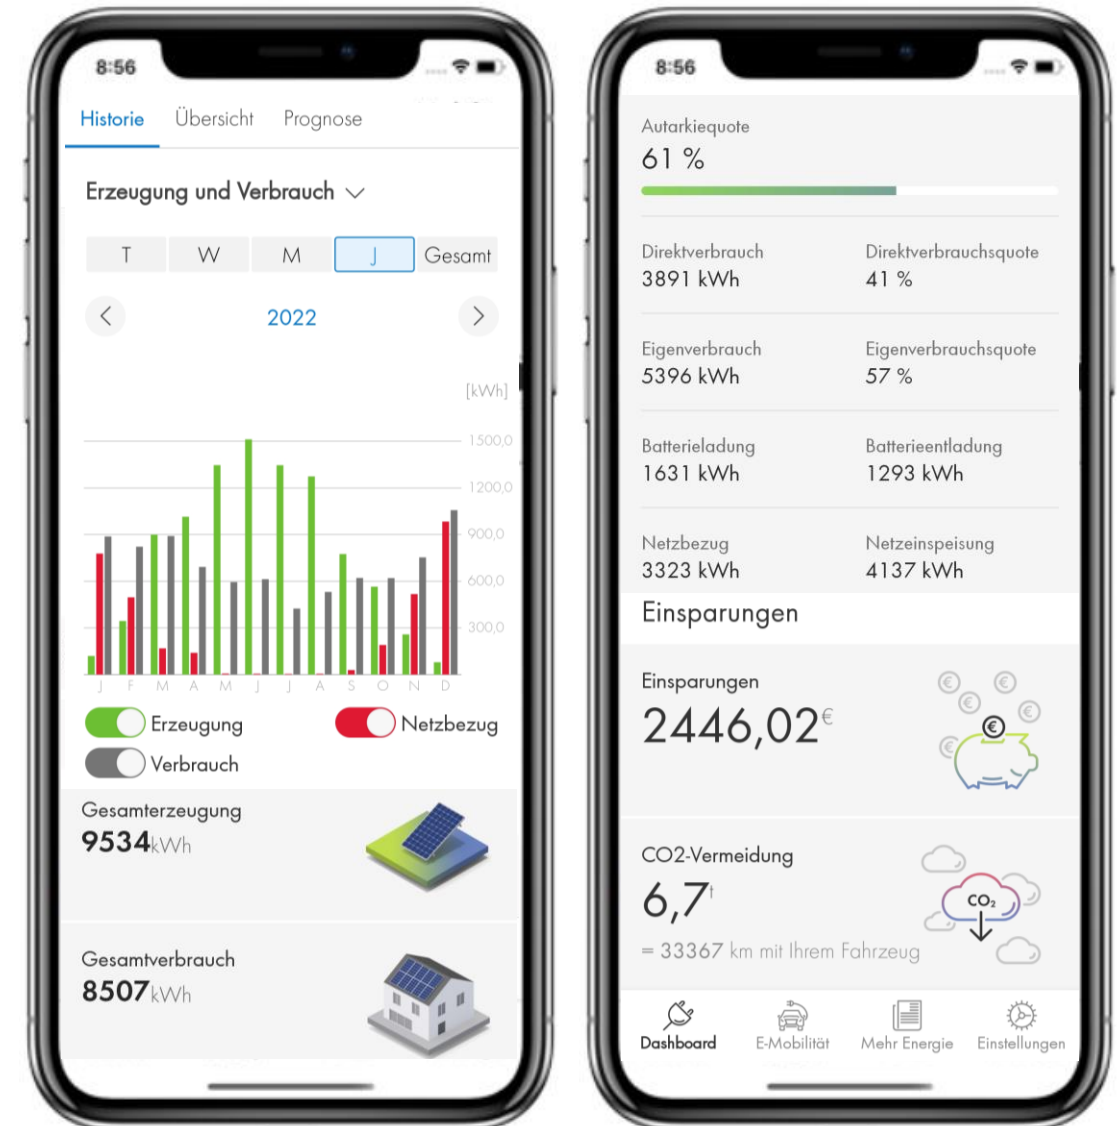 8:56
Historie Übersicht Prognose
Erzeugung und Verbrauch
T W M J Gesamt
2022
[kWh]
1500,0
1200,0
900,0
600,0
300,0
J F M A M J J A S O N D
Erzeugung Netzbezug
Verbrauch
Gesamterzeugung
9534kWh
Gesamtverbrauch
8507kWh
8:56
Autarkiequote
61 %
Direktverbrauch Direktverbrauchsquote
3891 kWh 41 %
Eigenverbrauch Eigenverbrauchsquote
5396 kWh 57 %
Batterieladung Batterieentladung
1631 kWh 1293 kWh
Netzbezug Netzeinspeisung
3323 kWh 4137 kWh
Einsparungen
Einsparungen
2446,02€
CO2-Vermeidung
6,7t
= 33367 km mit Ihrem Fahrzeug
CO₂
Dashboard E-Mobilität Mehr Energie Einstellungen